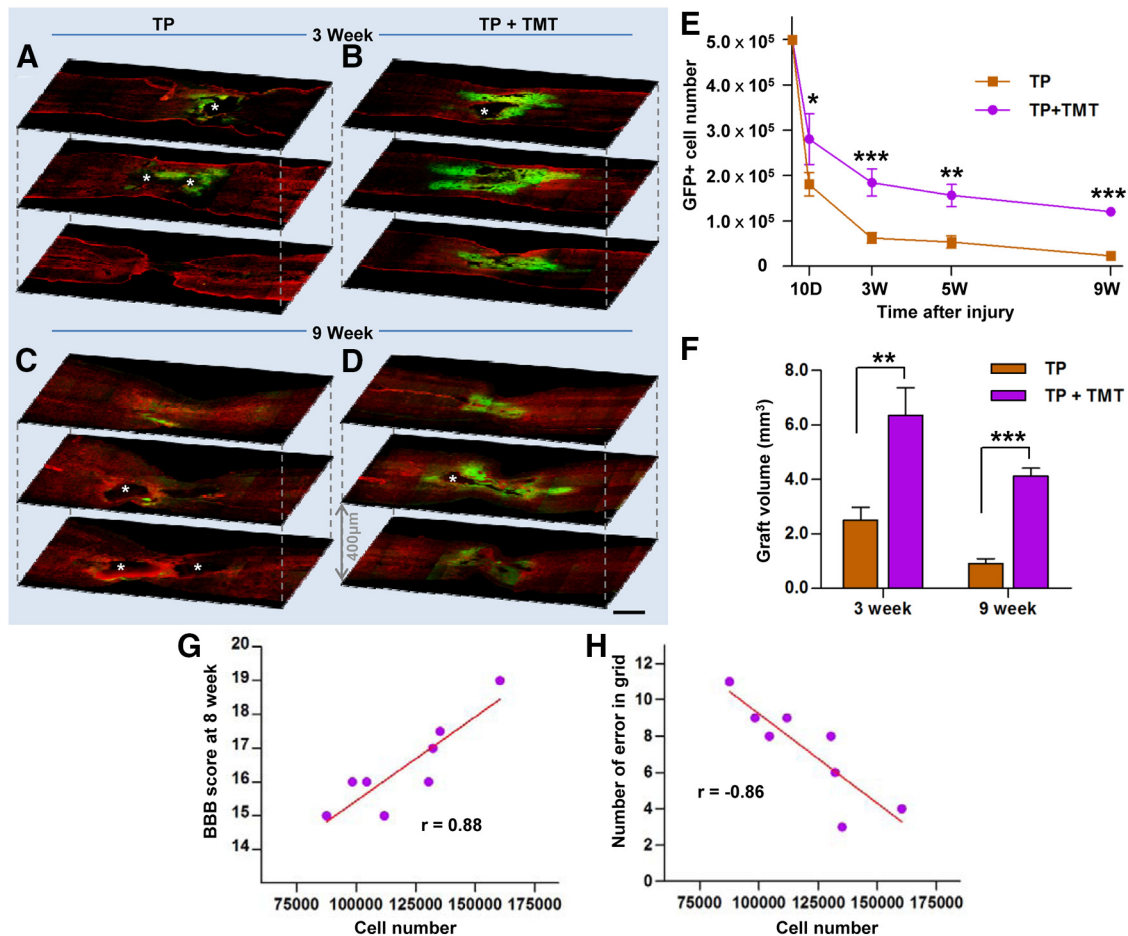 TP
3 Week
TP + TMT
A
B
*
*
*
*
9 Week
C
D
*
*
*
*
400µm
E
GFP+ cell number
5.0 x 10⁵
4.0 x 10⁵
3.0 x 10⁵
2.0 x 10⁵
1.0 x 10⁵
0
*
***
**
***
TP
TP+TMT
10D
3W
5W
9W
Time after injury
F
Graft volume (mm³)
8.0
6.0
4.0
2.0
0.0
**
***
TP
TP + TMT
3 week
9 week
G
BBB score at 8 week
20
19
18
17
16
15
14
r = 0.88
75000
100000
125000
150000
175000
Cell number
H
Number of error in grid
12
10
8
6
4
2
0
r = -0.86
75000
100000
125000
150000
175000
Cell number